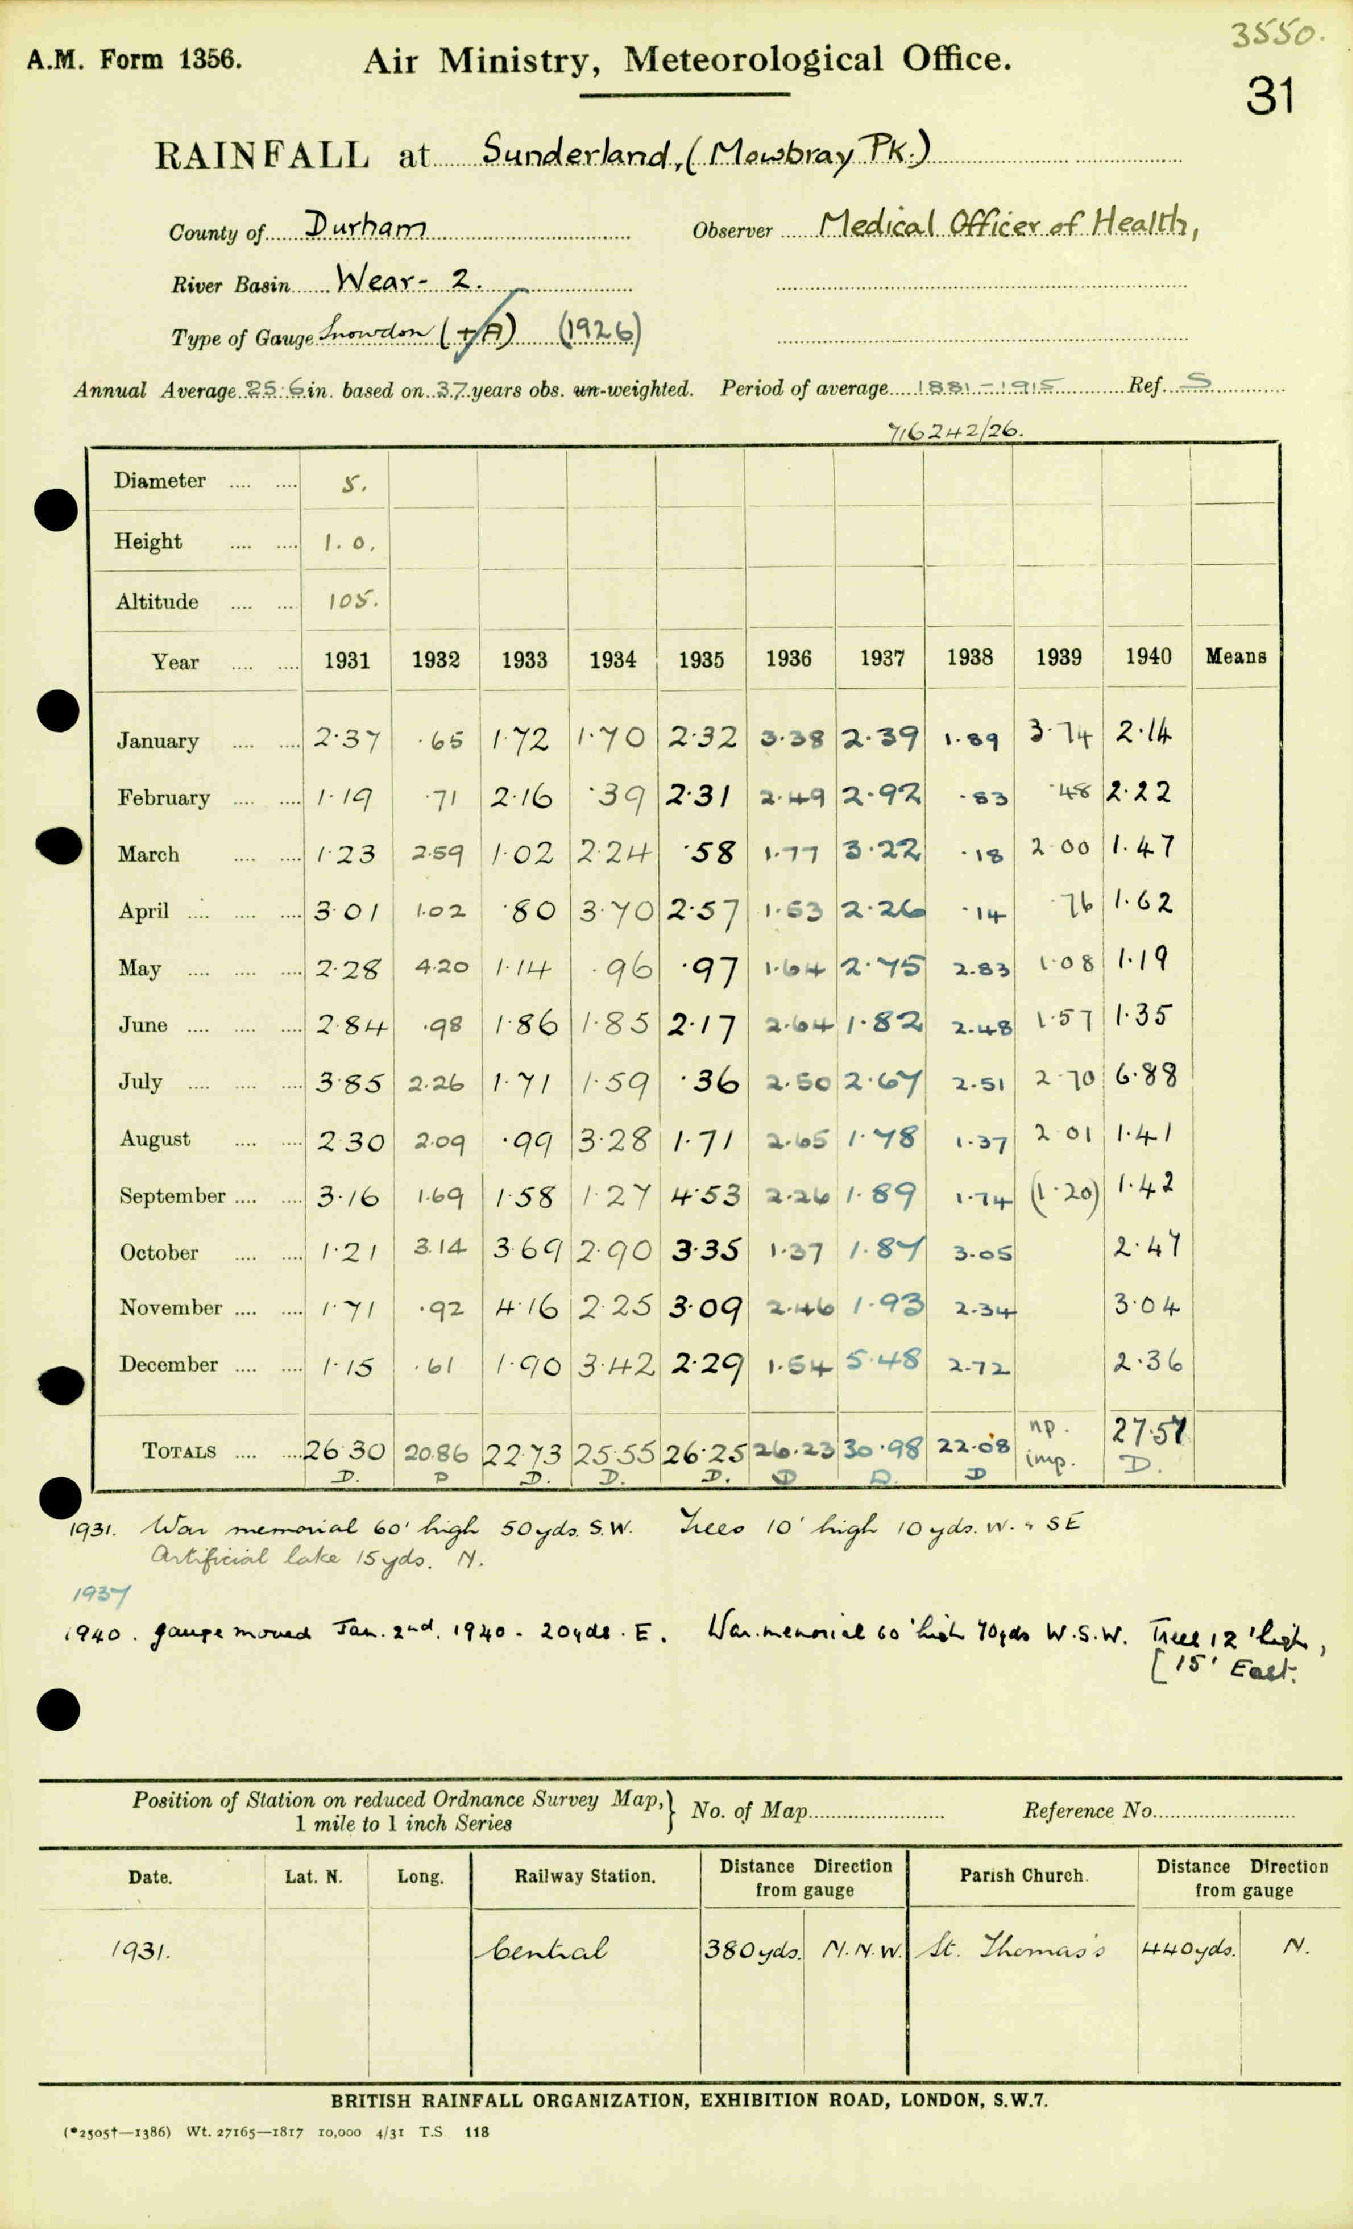 3550.
A.M. Form 1356. Air Ministry, Meteorological Office.
31
RAINFALL at Sunderland, (Mowbray Pk.)
County of Durham Observer Medical Officer of Health,
River Basin Wear - 2.
Type of Gauge Snowdon (+A) (1926)
Annual Average 25.6 in. based on 37 years obs. un-weighted. Period of average 1881-1915 Ref. S
716242/26.
Diameter .... .... 5.
Height .... .... 1.0.
Altitude .... .... 105.
Year .... .... 1931 1932 1933 1934 1935 1936 1937 1938 1939 1940 Means
January .... .... 2.37 .65 1.72 1.70 2.32 3.38 2.39 1.89 3.74 2.14
February .... .... 1.19 .71 2.16 .39 2.31 2.49 2.92 .83 .48 2.22
March .... .... 1.23 2.59 1.02 2.24 .58 1.77 3.22 .18 2.00 1.47
April .... .... .... 3.01 1.02 .80 3.70 2.57 1.53 2.26 .14 .76 1.62
May .... .... .... 2.28 4.20 1.14 .96 .97 1.64 2.75 2.83 1.08 1.19
June .... .... .... 2.84 .98 1.86 1.85 2.17 2.64 1.82 2.48 1.57 1.35
July .... .... .... 3.85 2.26 1.71 1.59 .36 2.50 2.67 2.51 2.70 6.88
August .... .... 2.30 2.09 .99 3.28 1.71 2.65 1.78 1.37 2.01 1.41
September .... .... 3.16 1.69 1.58 1.27 4.53 2.26 1.89 1.74 (1.20) 1.42
October .... .... 1.21 3.14 3.69 2.90 3.35 1.37 1.87 3.05 2.47
November .... .... 1.71 .92 4.16 2.25 3.09 2.46 1.93 2.34 3.04
December .... .... 1.15 .61 1.90 3.42 2.29 1.54 5.48 2.72 2.36
TOTALS .... .... 26.30 20.86 22.73 25.55 26.25 26.23 30.98 22.08 np. imp. 27.57
D. D D. D. D. D D. D D.
1931. War memorial 60' high 50 yds. S.W. Trees 10' high 10 yds. W. & SE
Artificial lake 15 yds. N.
1937
1940. gauge moved Jan. 2nd. 1940 - 20 yds. E. War memorial 60' high 70 yds W.S.W. Tree 12' high,
[15' East.
Position of Station on reduced Ordnance Survey Map,} No. of Map Reference No.
1 mile to 1 inch Series
Date. Lat. N. Long. Railway Station. Distance Direction from gauge Parish Church. Distance Direction from gauge
1931. Central 380 yds. N.N.W. St. Thomas's 440 yds. N.
BRITISH RAINFALL ORGANIZATION, EXHIBITION ROAD, LONDON, S.W.7.
(*2505†—1386) Wt. 27165—1817 10,000 4/31 T.S 118